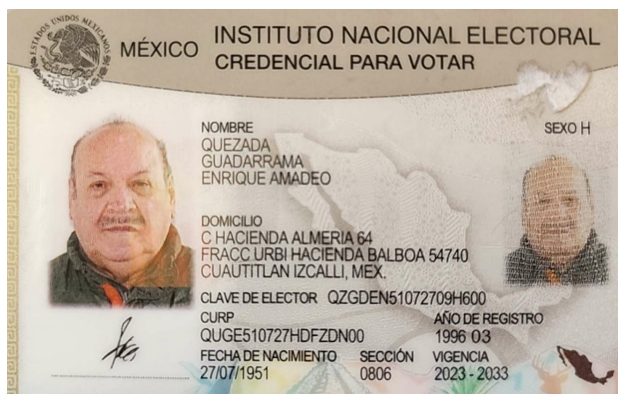 ESTADOS UNIDOS MEXICANOS
MÉXICO
INSTITUTO NACIONAL ELECTORAL
CREDENCIAL PARA VOTAR
NOMBRE
SEXO H
QUEZADA
GUADARRAMA
ENRIQUE AMADEO
DOMICILIO
C HACIENDA ALMERIA 64
FRACC URBI HACIENDA BALBOA 54740
CUAUTITLAN IZCALLI, MEX.
CLAVE DE ELECTOR QZGDEN51072709H600
CURP AÑO DE REGISTRO
QUGE510727HDFZDN00 1996 03
FECHA DE NACIMIENTO SECCIÓN VIGENCIA
27/07/1951 0806 2023 - 2033